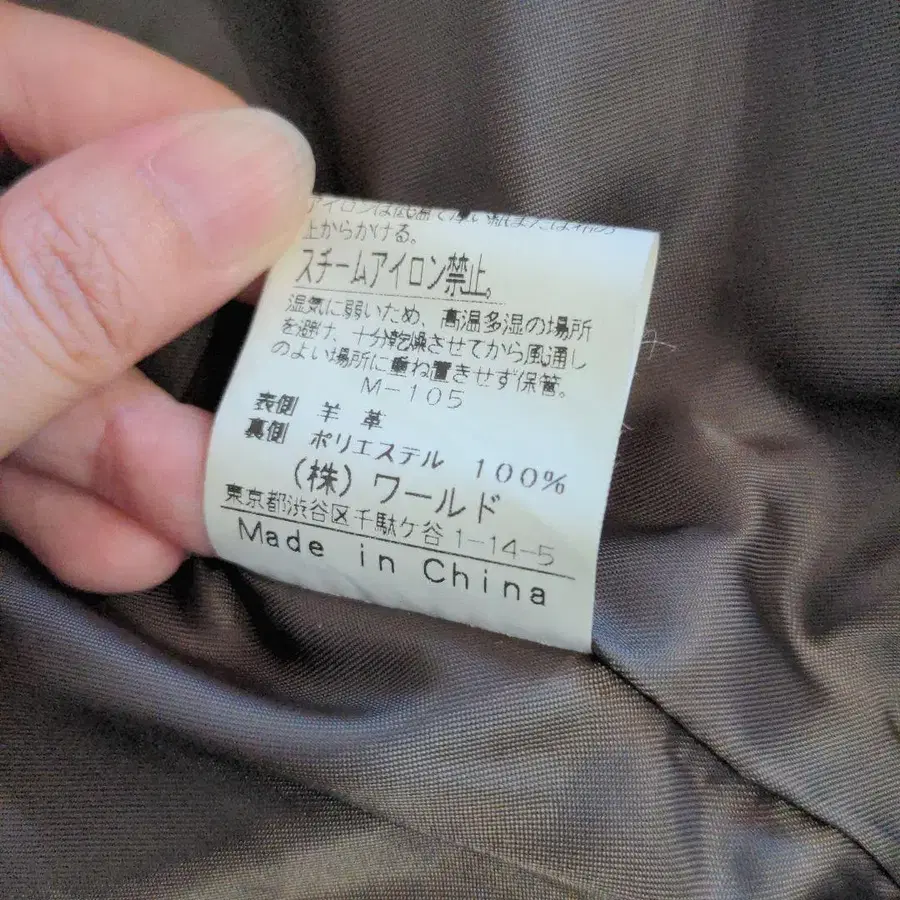 アイロンは低温で厚い紙または布の
上からかける。
スチームアイロン禁止。
湿気に弱いため、高温多湿の場所
を避け、十分乾燥させてから風通し
のよい場所に重ね置きせず保管。
M-105
表側 羊革
裏側 ポリエステル 100%
(株)ワールド
東京都渋谷区千駄ケ谷1-14-5
Made in China